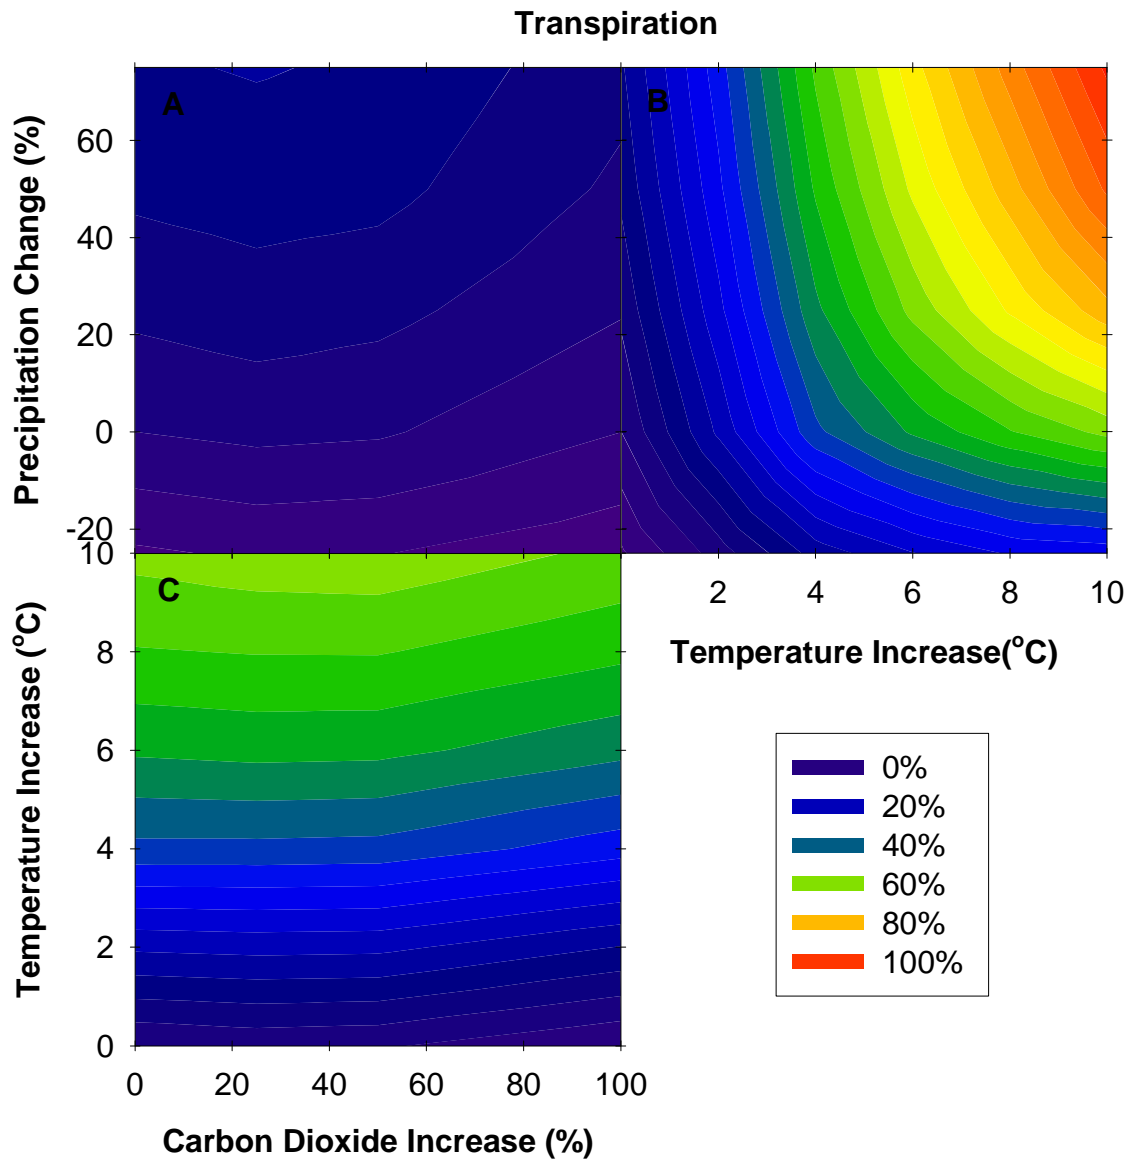 Transpiration
A
B
60
40
20
0
-20
Precipitation Change (%)
10
8
6
4
2
0
Temperature Increase (oC)
C
2 4 6 8 10
Temperature Increase(oC)
0%
20%
40%
60%
80%
100%
0 20 40 60 80 100
Carbon Dioxide Increase (%)